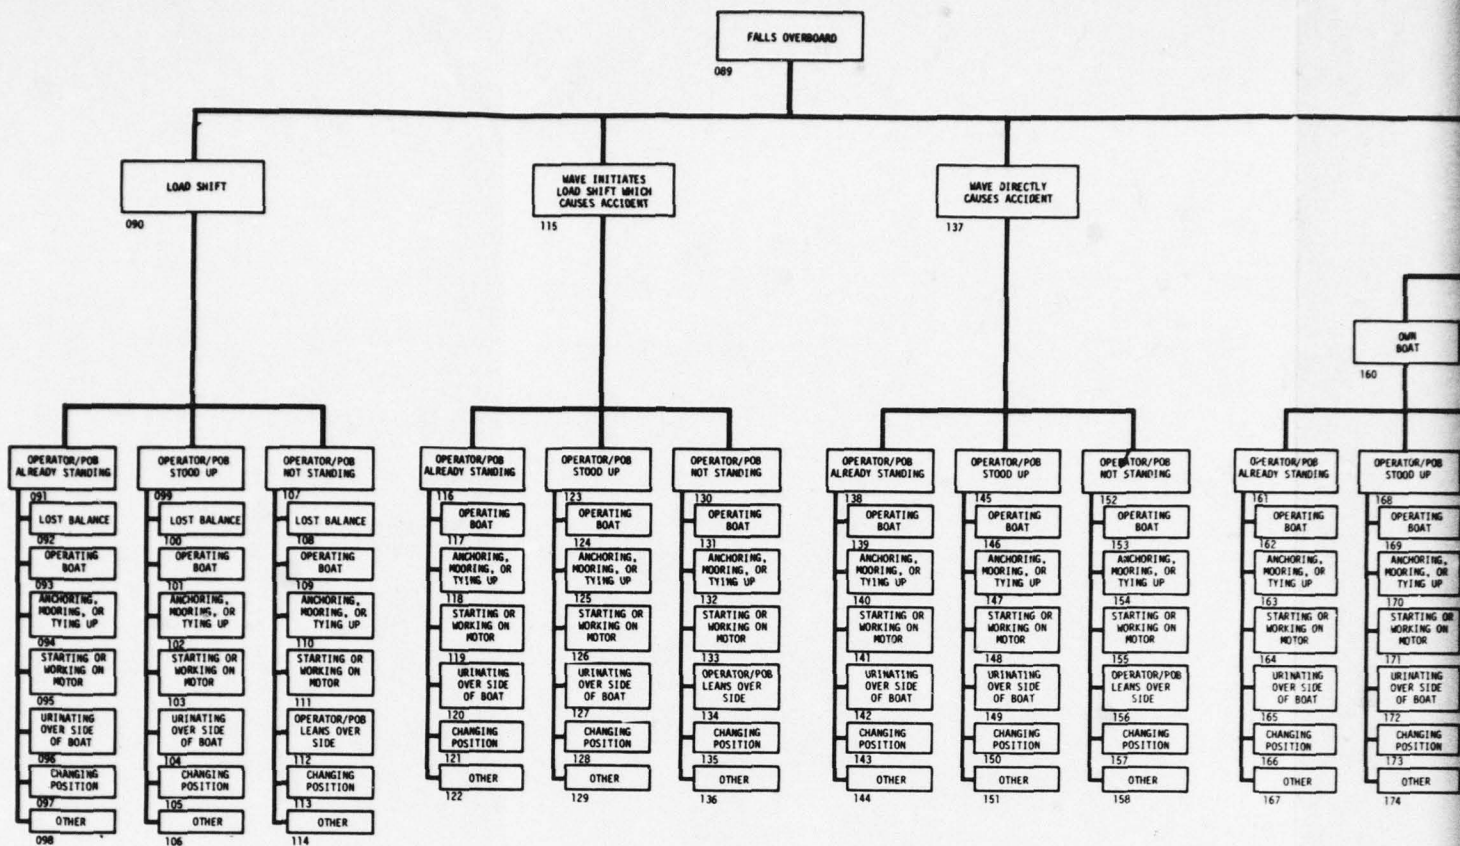 FALLS OVERBOARD
089
LOAD SHIFT
090
WAVE INITIATES
LOAD SHIFT WHICH
CAUSES ACCIDENT
115
WAVE DIRECTLY
CAUSES ACCIDENT
137
OWN
BOAT
160
OPERATOR/POB
ALREADY STANDING
091
LOST BALANCE
092
OPERATING
BOAT
093
ANCHORING,
MOORING, OR
TYING UP
094
STARTING OR
WORKING ON
MOTOR
095
URINATING
OVER SIDE
OF BOAT
096
CHANGING
POSITION
097
OTHER
098
OPERATOR/POB
STOOD UP
099
LOST BALANCE
100
OPERATING
BOAT
101
ANCHORING,
MOORING, OR
TYING UP
102
STARTING OR
WORKING ON
MOTOR
103
URINATING
OVER SIDE
OF BOAT
104
CHANGING
POSITION
105
OTHER
106
OPERATOR/POB
NOT STANDING
107
LOST BALANCE
108
OPERATING
BOAT
109
ANCHORING,
MOORING, OR
TYING UP
110
STARTING OR
WORKING ON
MOTOR
111
OPERATOR/POB
LEANS OVER
SIDE
112
CHANGING
POSITION
113
OTHER
114
OPERATOR/POB
ALREADY STANDING
116
OPERATING
BOAT
117
ANCHORING,
MOORING, OR
TYING UP
118
STARTING OR
WORKING ON
MOTOR
119
URINATING
OVER SIDE
OF BOAT
120
CHANGING
POSITION
121
OTHER
122
OPERATOR/POB
STOOD UP
123
OPERATING
BOAT
124
ANCHORING,
MOORING, OR
TYING UP
125
STARTING OR
WORKING ON
MOTOR
126
URINATING
OVER SIDE
OF BOAT
127
CHANGING
POSITION
128
OTHER
129
OPERATOR/POB
NOT STANDING
130
OPERATING
BOAT
131
ANCHORING,
MOORING, OR
TYING UP
132
STARTING OR
WORKING ON
MOTOR
133
OPERATOR/POB
LEANS OVER
SIDE
134
CHANGING
POSITION
135
OTHER
136
OPERATOR/POB
ALREADY STANDING
138
OPERATING
BOAT
139
ANCHORING,
MOORING, OR
TYING UP
140
STARTING OR
WORKING ON
MOTOR
141
URINATING
OVER SIDE
OF BOAT
142
CHANGING
POSITION
143
OTHER
144
OPERATOR/POB
STOOD UP
145
OPERATING
BOAT
146
ANCHORING,
MOORING, OR
TYING UP
147
STARTING OR
WORKING ON
MOTOR
148
URINATING
OVER SIDE
OF BOAT
149
CHANGING
POSITION
150
OTHER
151
OPERATOR/POB
NOT STANDING
152
OPERATING
BOAT
153
ANCHORING,
MOORING, OR
TYING UP
154
STARTING OR
WORKING ON
MOTOR
155
OPERATOR/POB
LEANS OVER
SIDE
156
CHANGING
POSITION
157
OTHER
158
OPERATOR/POB
ALREADY STANDING
161
OPERATING
BOAT
162
ANCHORING,
MOORING, OR
TYING UP
163
STARTING OR
WORKING ON
MOTOR
164
URINATING
OVER SIDE
OF BOAT
165
CHANGING
POSITION
166
OTHER
167
OPERATOR/POB
STOOD UP
168
OPERATING
BOAT
169
ANCHORING,
MOORING, OR
TYING UP
170
STARTING OR
WORKING ON
MOTOR
171
URINATING
OVER SIDE
OF BOAT
172
CHANGING
POSITION
173
OTHER
174